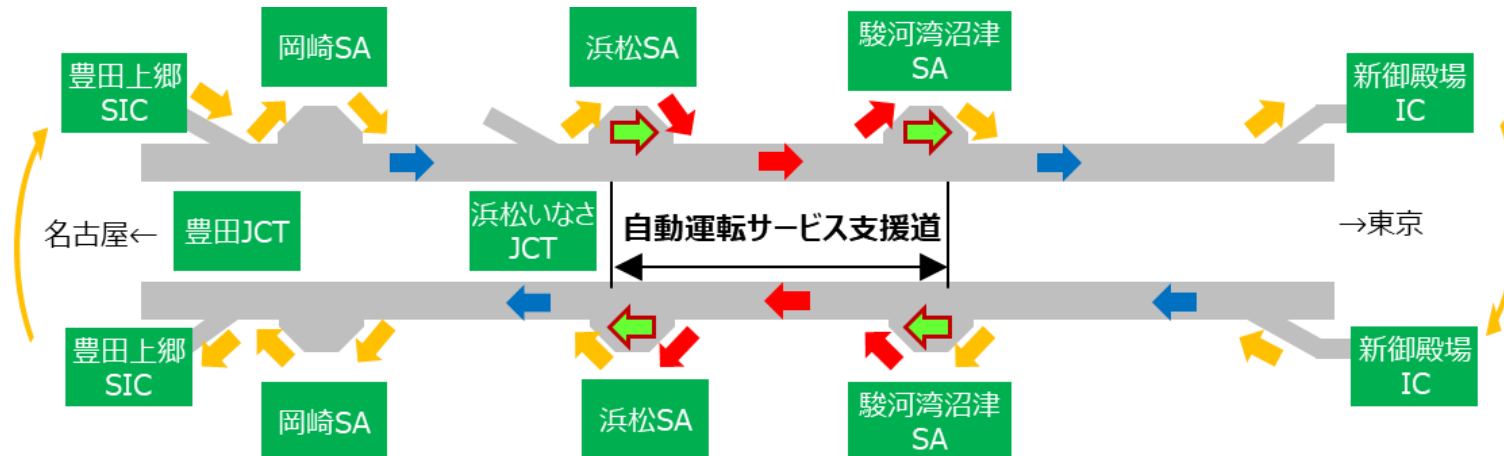 岡崎SA
浜松SA
駿河湾沼津
SA
豊田上郷
SIC
新御殿場
IC
名古屋←
豊田JCT
浜松いなさ
JCT
自動運転サービス支援道
→東京
豊田上郷
SIC
岡崎SA
浜松SA
駿河湾沼津
SA
新御殿場
IC